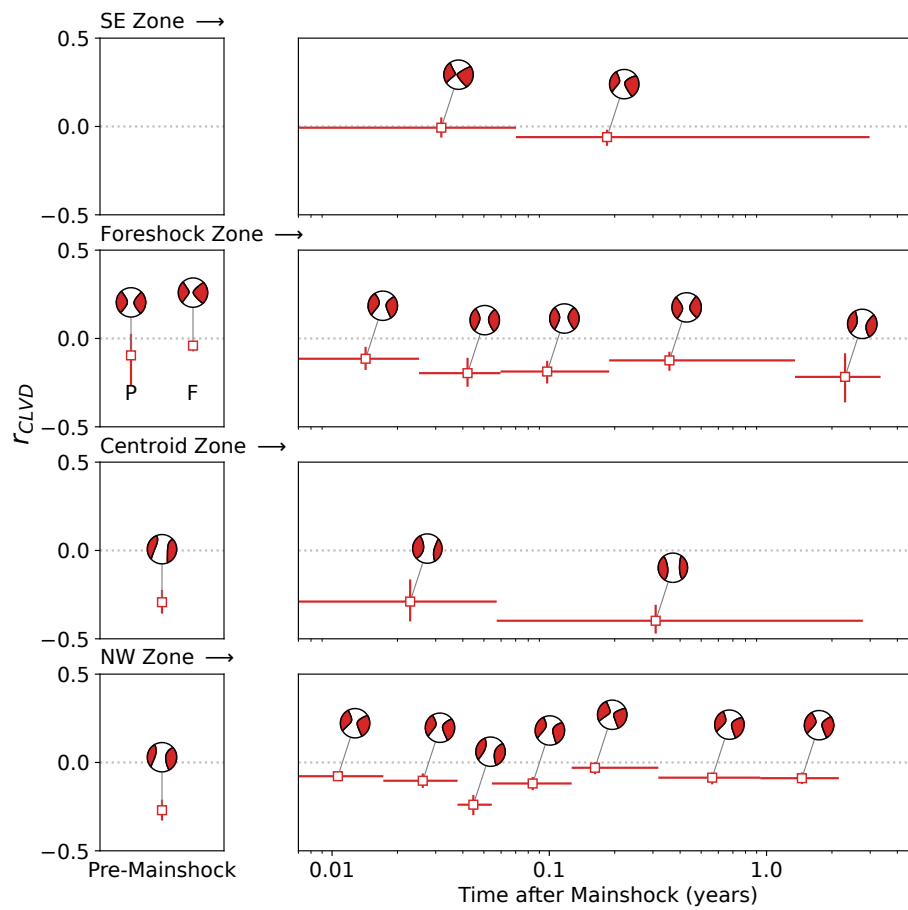 SE Zone →
0.5
0.0
−0.5
Foreshock Zone →
0.5
0.0
−0.5
P F
Centroid Zone →
0.5
0.0
−0.5
NW Zone →
0.5
0.0
−0.5
r_CLVD
Pre-Mainshock
0.01 0.1 1.0
Time after Mainshock (years)